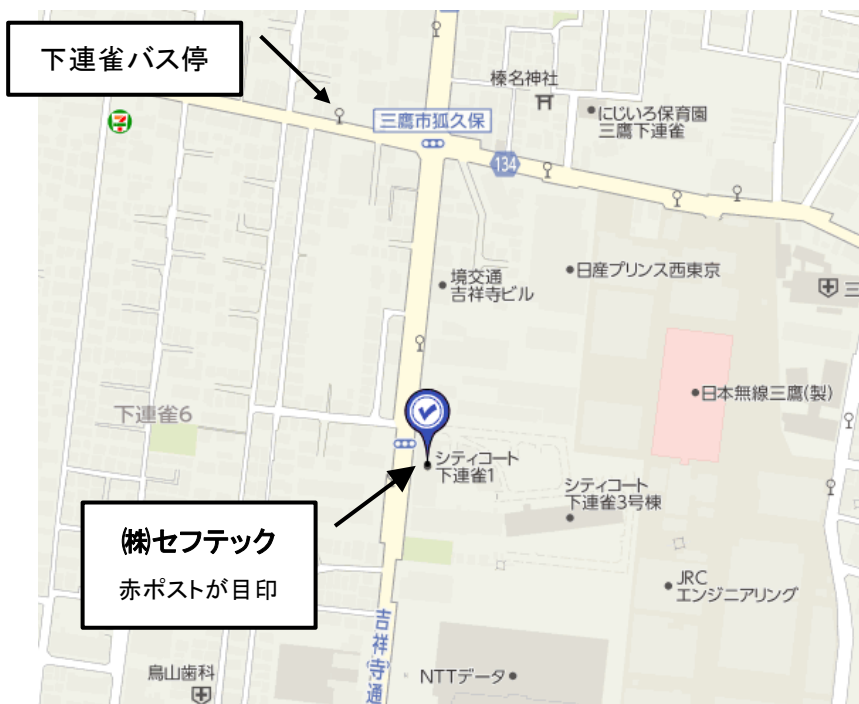 下連雀バス停
榛名神社
にじいろ保育園
三鷹下連雀
三鷹市狐久保
134
境交通
吉祥寺ビル
日産プリンス西東京
三
日本無線三鷹(製)
下連雀6
シティコート
下連雀1
シティコート
下連雀3号棟
㈱セフテック
赤ポストが目印
JRC
エンジニアリング
吉祥寺通
鳥山歯科
NTTデータ